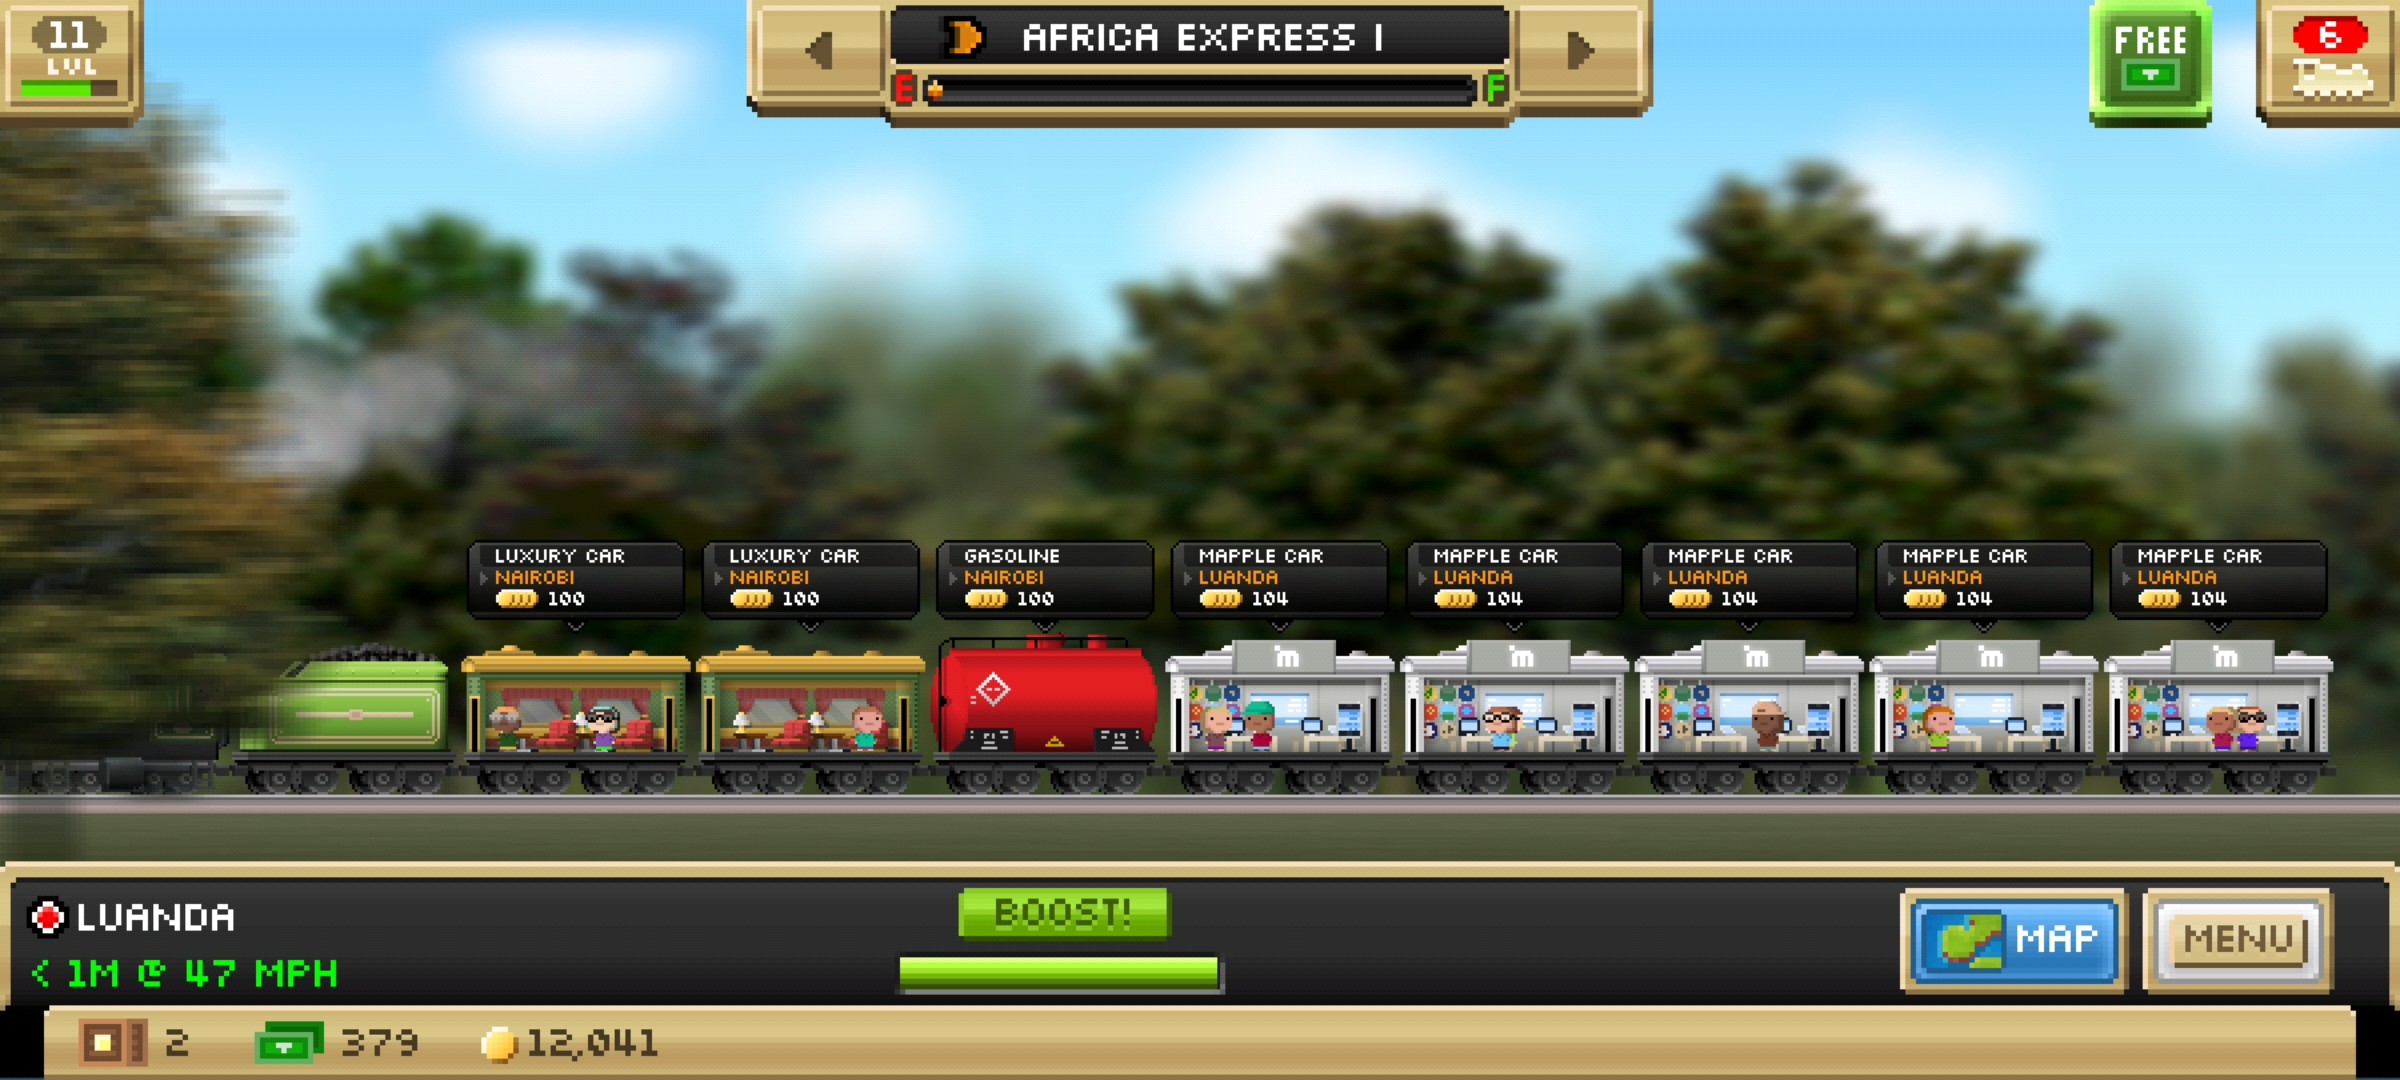 11
LVL
AFRICA EXPRESS I
E
F
FREE
6
LUXURY CAR
NAIROBI
100
LUXURY CAR
NAIROBI
100
GASOLINE
NAIROBI
100
MAPPLE CAR
LUANDA
104
MAPPLE CAR
LUANDA
104
MAPPLE CAR
LUANDA
104
MAPPLE CAR
LUANDA
104
MAPPLE CAR
LUANDA
104
m
m
m
m
m
LUANDA
< 1M @ 47 MPH
BOOST!
MAP
MENU
2
379
12,041